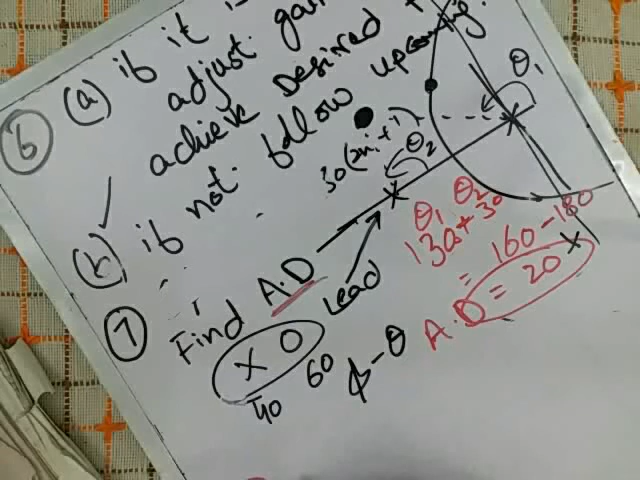 6 (a) if it
adjust gain
achieve Desired
(b) if not follow upcoming.
30(2n+1)
θ1
θ2
θ1 θ2
130+30
= 160-180
A.D = 20
7 Find A.D
Lead
X O
40 60 ϕ-θ